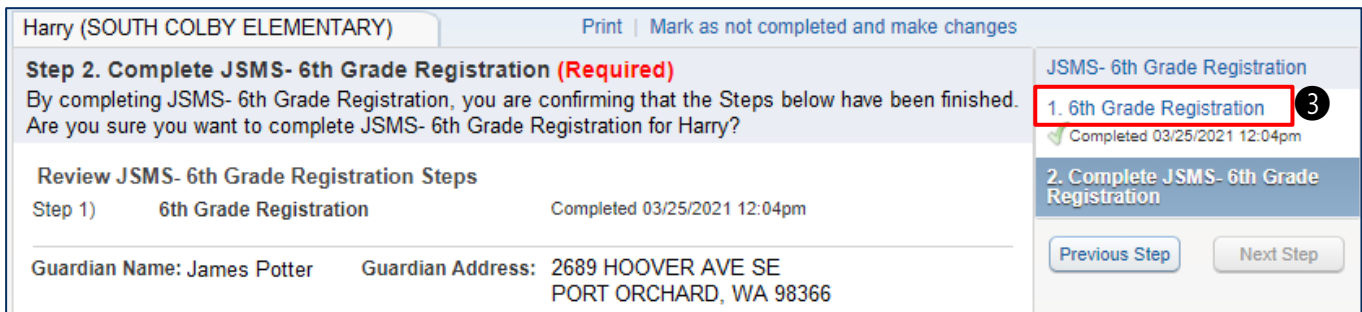 Harry (SOUTH COLBY ELEMENTARY)
Print | Mark as not completed and make changes
Step 2. Complete JSMS- 6th Grade Registration (Required)
By completing JSMS- 6th Grade Registration, you are confirming that the Steps below have been finished.
Are you sure you want to complete JSMS- 6th Grade Registration for Harry?
Review JSMS- 6th Grade Registration Steps
Step 1) 6th Grade Registration Completed 03/25/2021 12:04pm
Guardian Name: James Potter Guardian Address: 2689 HOOVER AVE SE
PORT ORCHARD, WA 98366
JSMS- 6th Grade Registration
1. 6th Grade Registration
3
Completed 03/25/2021 12:04pm
2. Complete JSMS- 6th Grade
Registration
Previous Step
Next Step